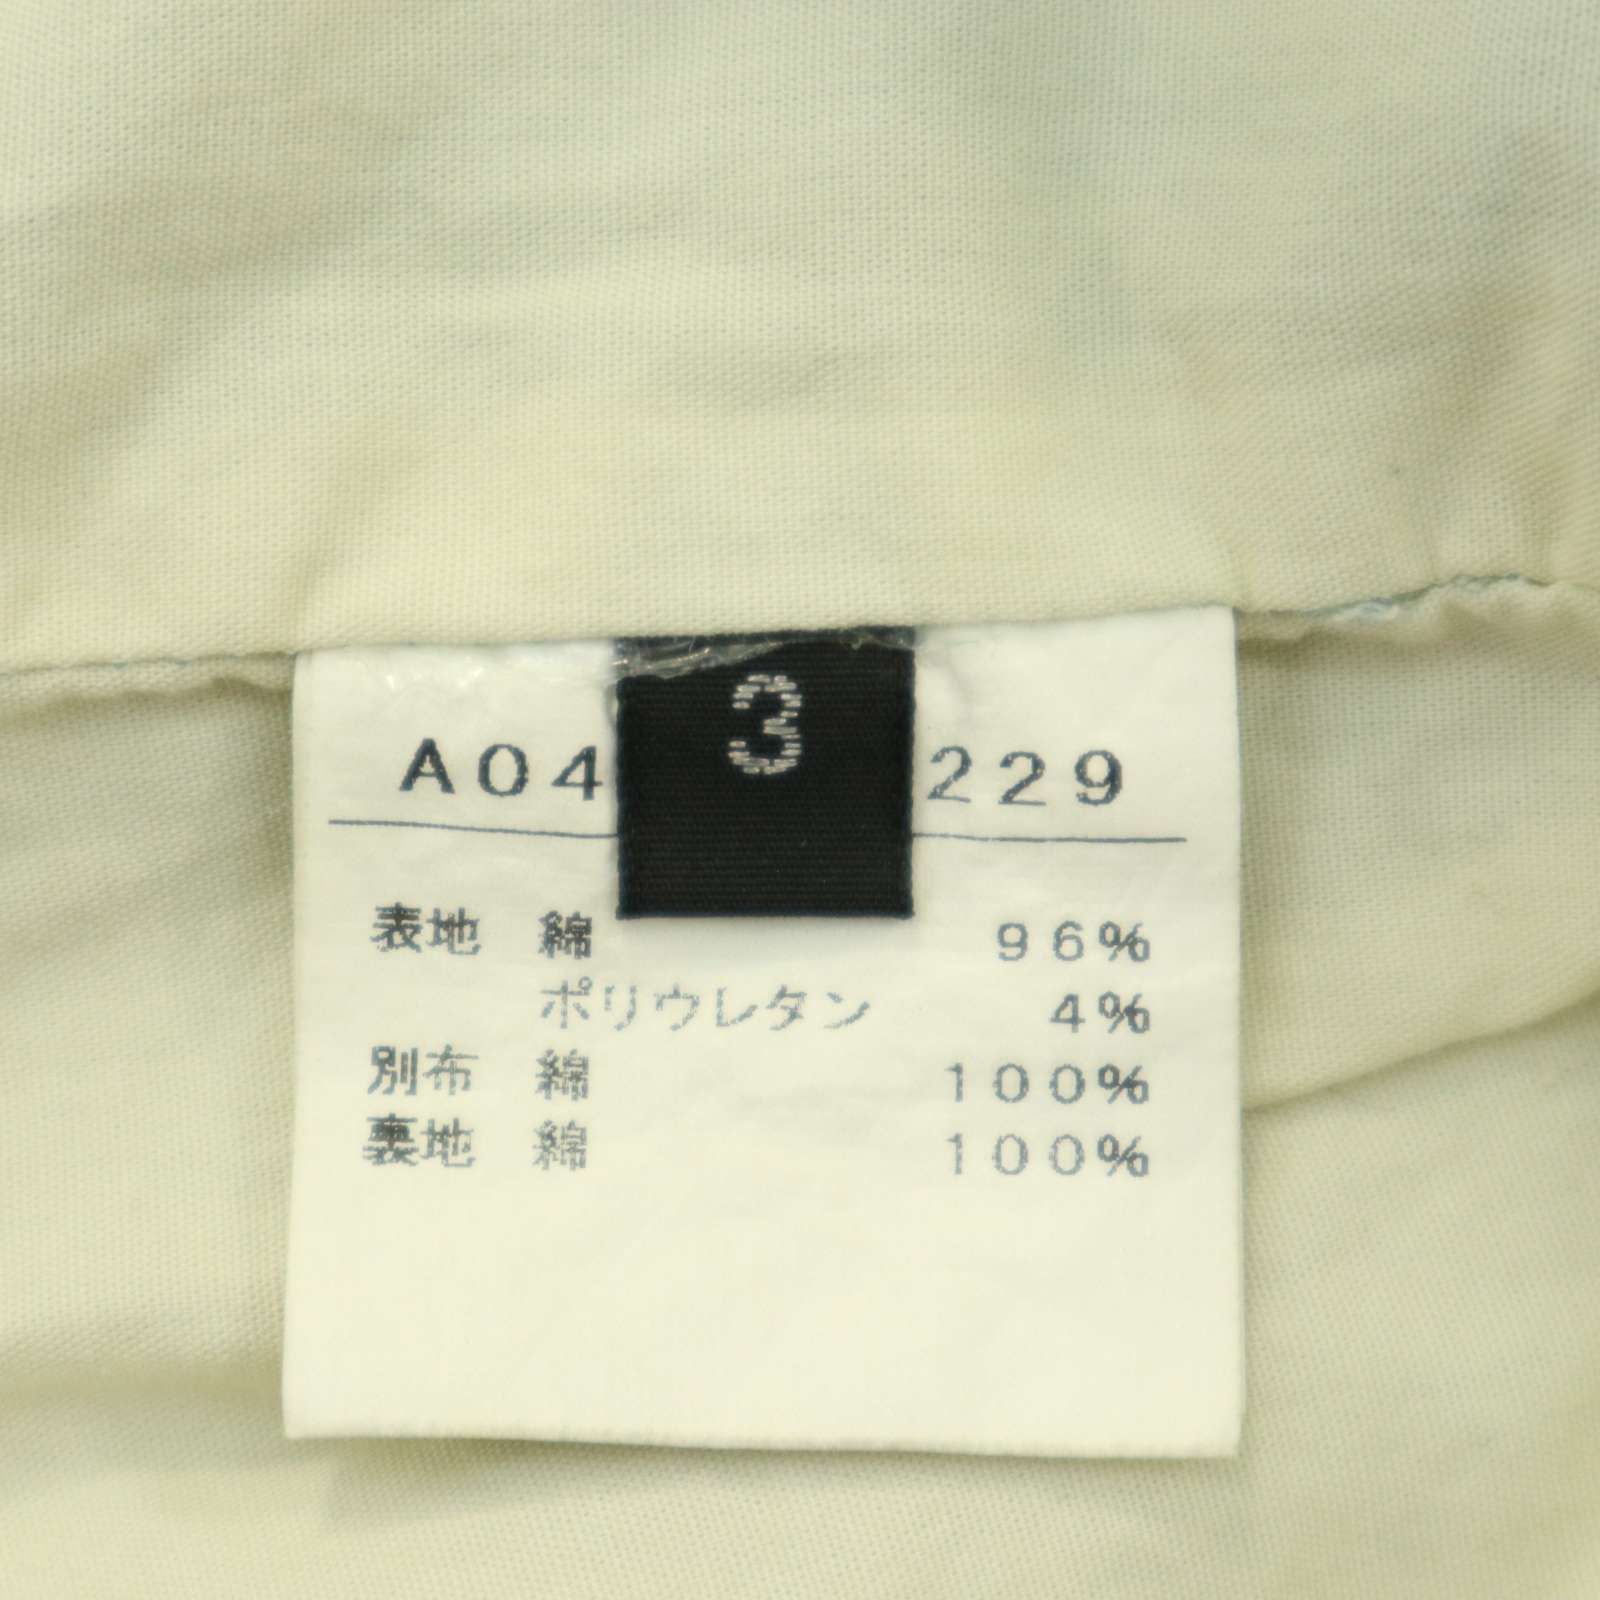 3
A04 229
表地 綿 96%
ポリウレタン 4%
別布 綿 100%
裏地 綿 100%